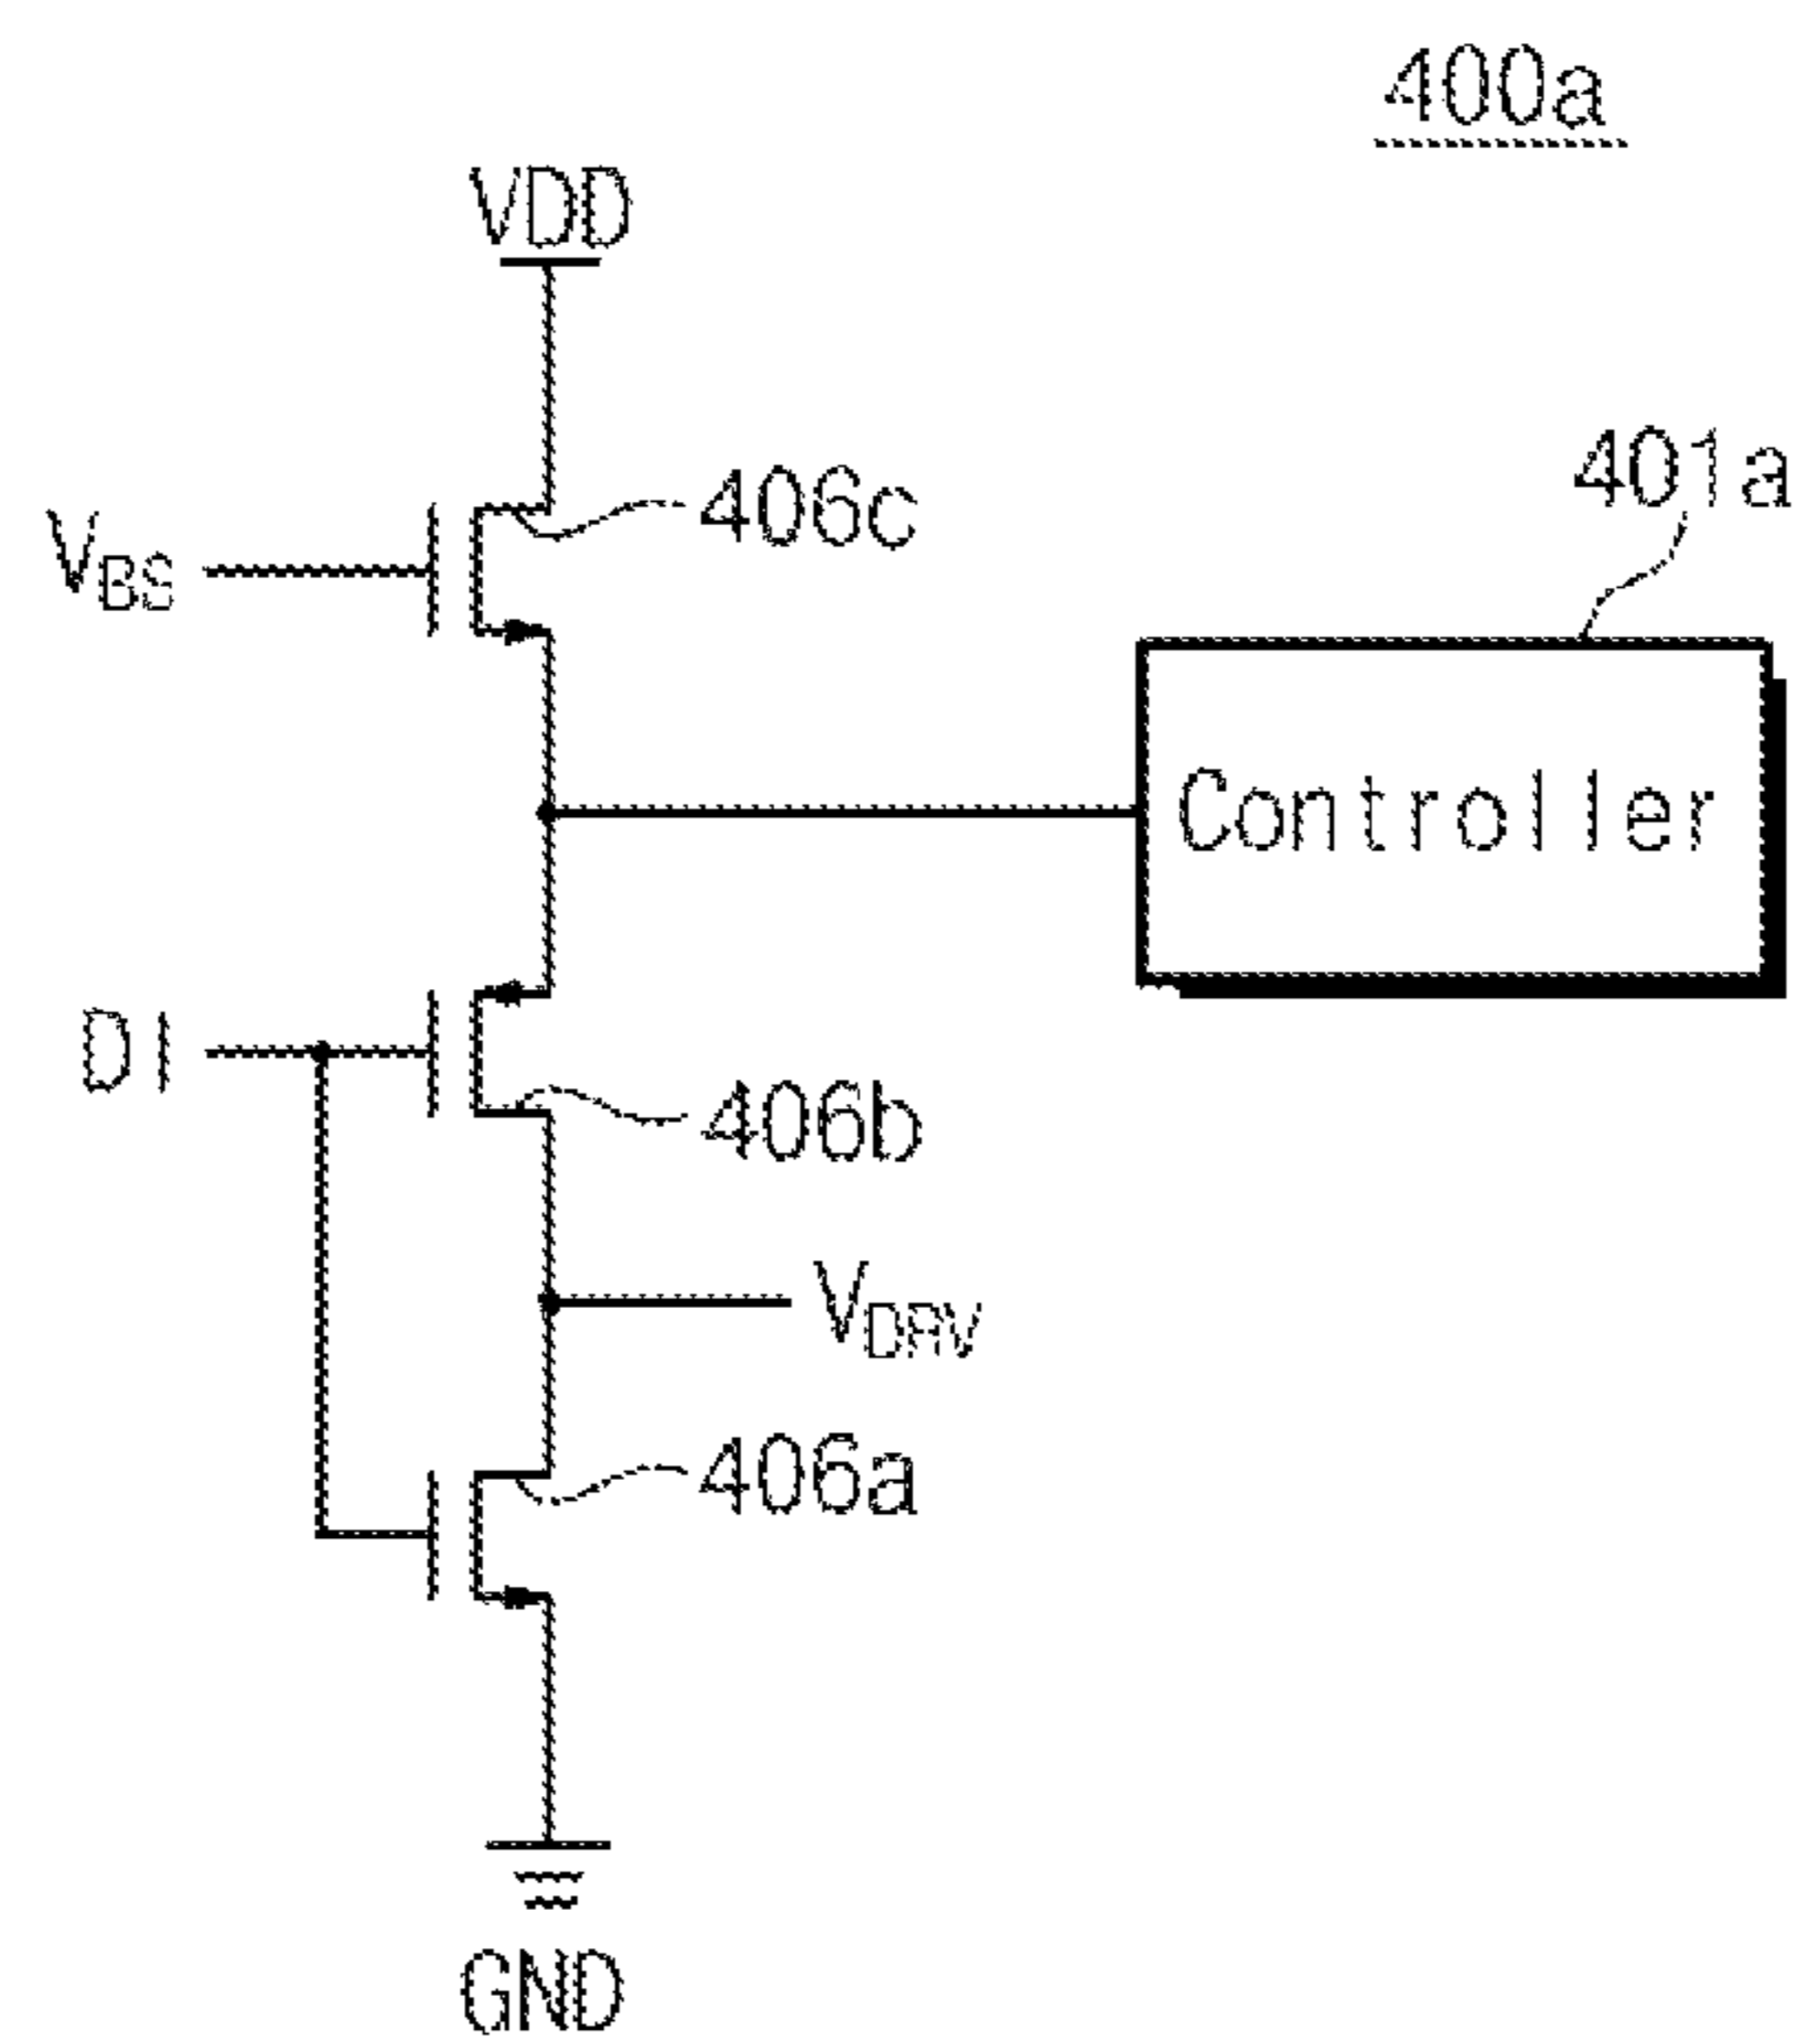 400a
VDD
406c
401a
VBS
Controller
DI
406b
VDRV
406a
GND